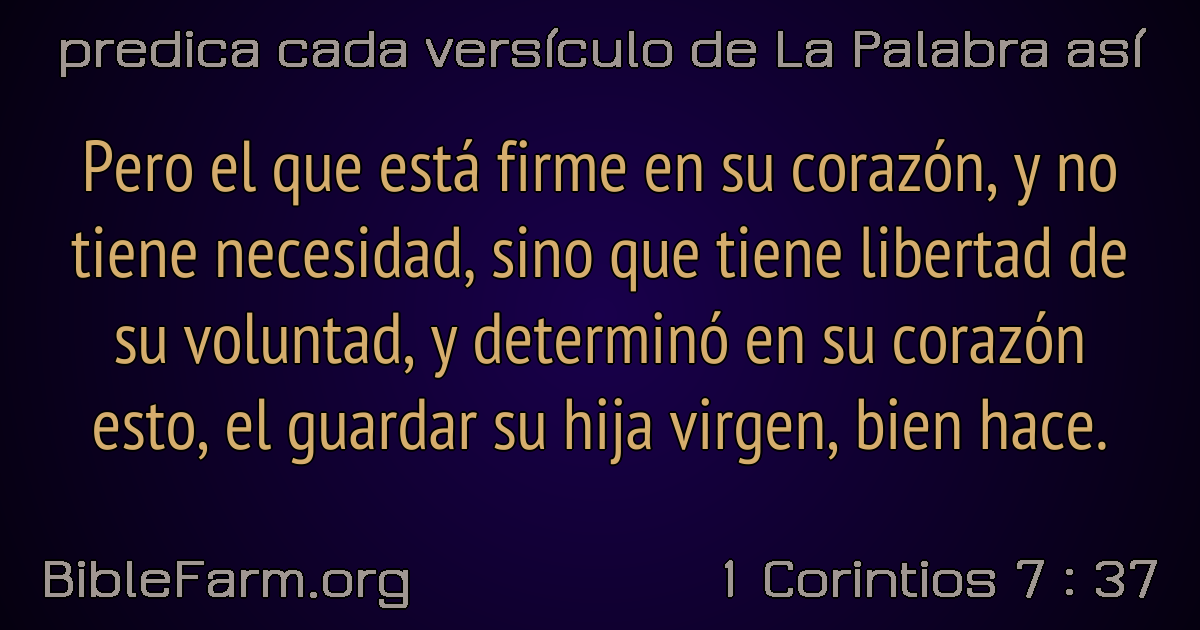 predica cada versículo de La Palabra así
Pero el que está firme en su corazón, y no
tiene necesidad, sino que tiene libertad de
su voluntad, y determinó en su corazón
esto, el guardar su hija virgen, bien hace.
BibleFarm.org
1 Corintios 7 : 37